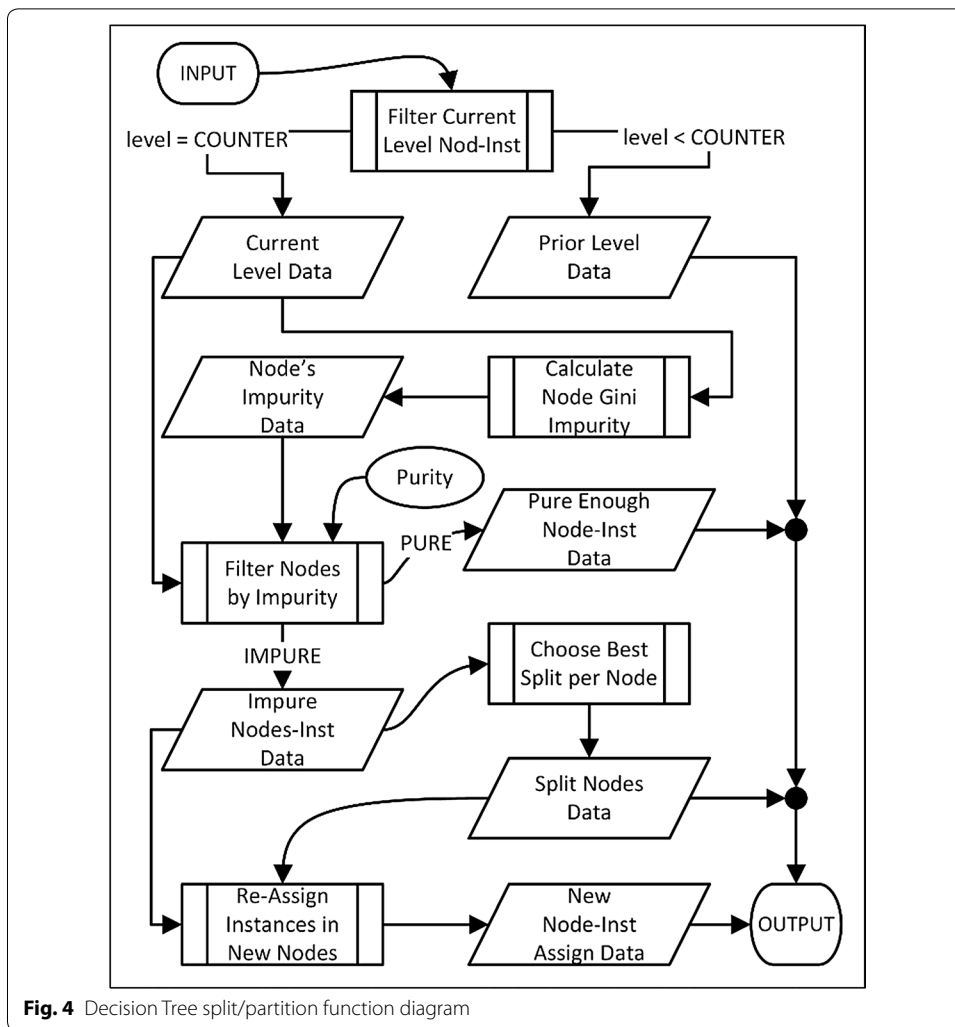 INPUT
Filter Current
Level Nod-Inst
level = COUNTER
level < COUNTER
Current
Level Data
Prior Level
Data
Node's
Impurity Data
Calculate
Node Gini
Impurity
Purity
Pure Enough
Node-Inst
Data
PURE
Filter Nodes
by Impurity
IMPURE
Choose Best
Split per Node
Impure
Nodes-Inst
Data
Split Nodes
Data
Re-Assign
Instances in
New Nodes
New
Node-Inst
Assign Data
OUTPUT
Fig. 4 Decision Tree split/partition function diagram